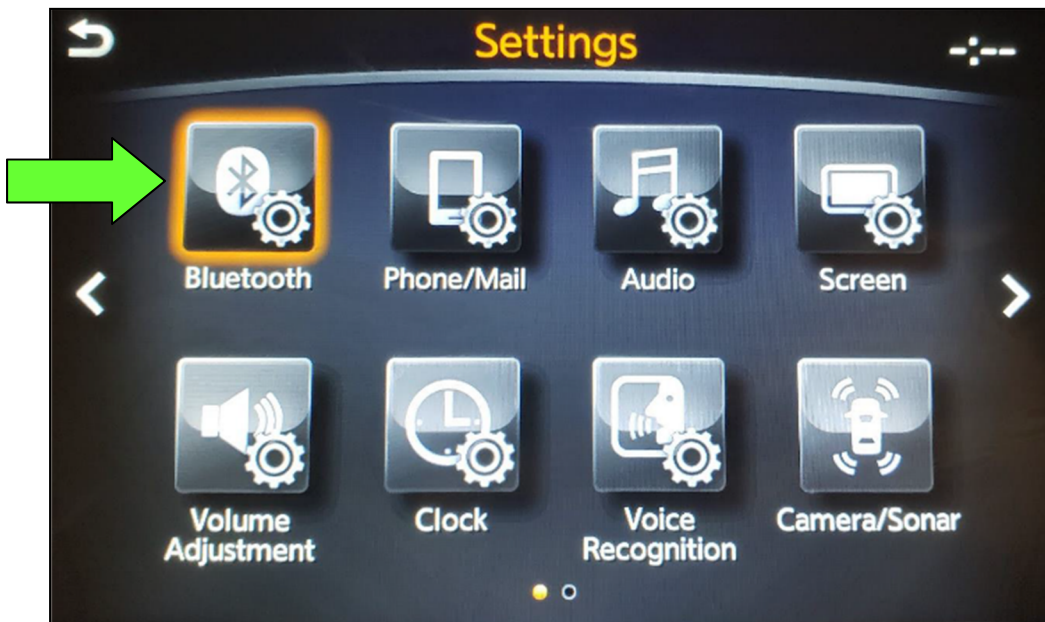 Settings
-:--
Bluetooth
Phone/Mail
Audio
Screen
Volume
Adjustment
Clock
Voice
Recognition
Camera/Sonar